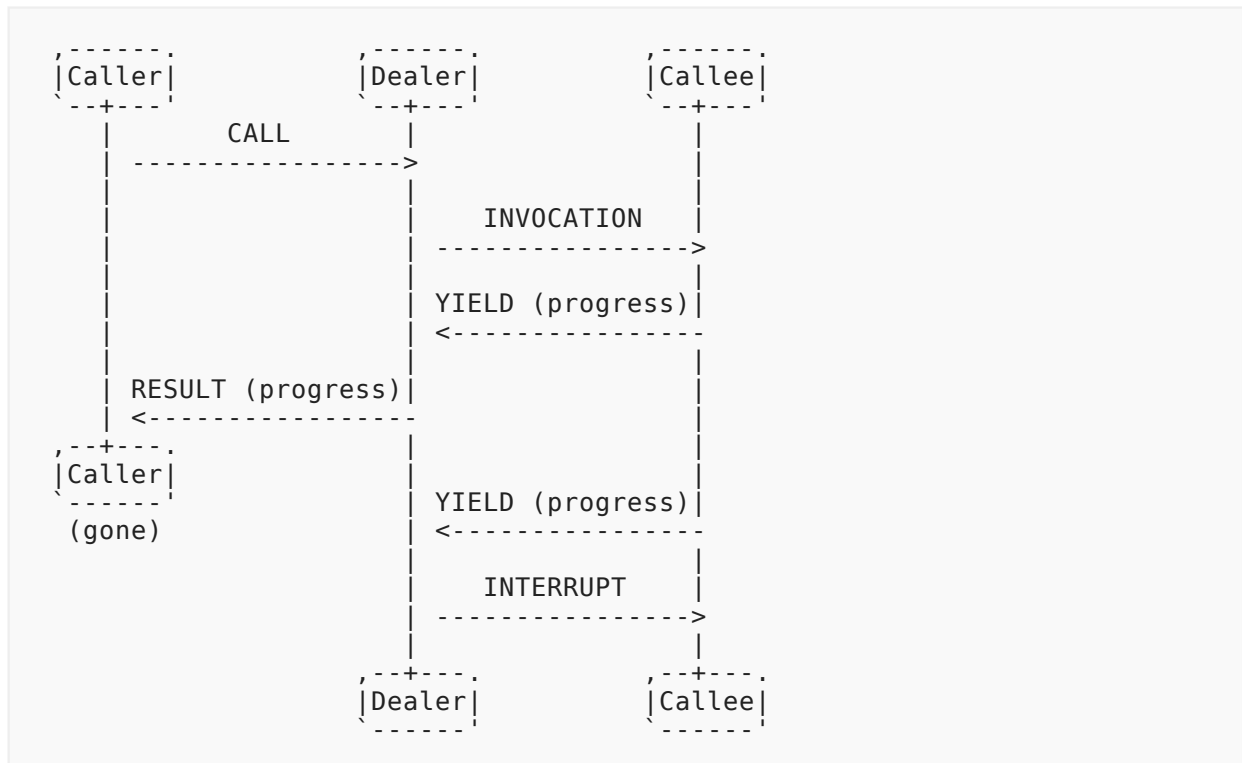 Caller Dealer Callee
CALL
INVOCATION
YIELD (progress)
RESULT (progress)
Caller
YIELD (progress)
(gone)
INTERRUPT
Dealer Callee